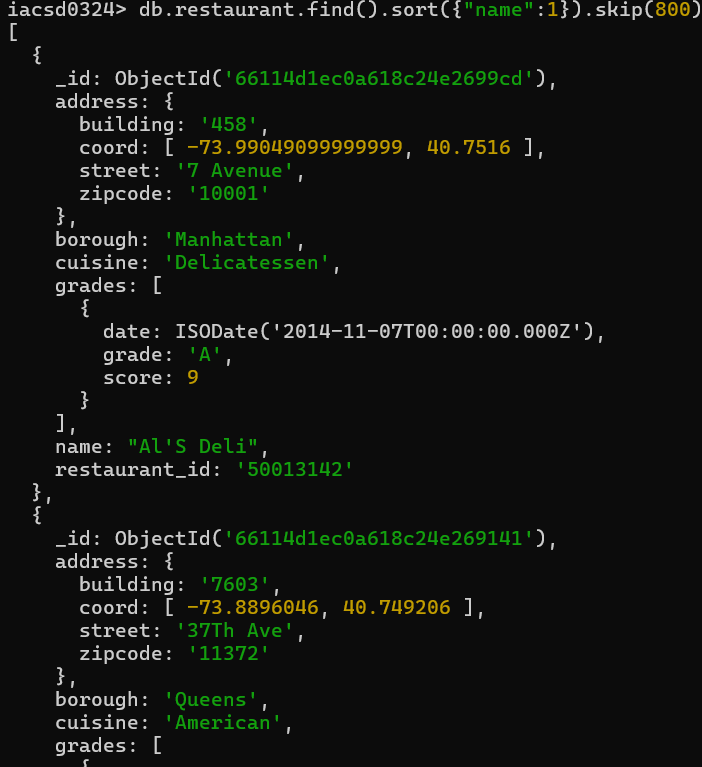 iacsd0324> db.restaurant.find().sort({"name":1}).skip(800)
[
  {
    _id: ObjectId('66114d1ec0a618c24e2699cd'),
    address: {
      building: '458',
      coord: [ -73.99049099999999, 40.7516 ],
      street: '7 Avenue',
      zipcode: '10001'
    },
    borough: 'Manhattan',
    cuisine: 'Delicatessen',
    grades: [
      {
        date: ISODate('2014-11-07T00:00:00.000Z'),
        grade: 'A',
        score: 9
      }
    ],
    name: "Al'S Deli",
    restaurant_id: '50013142'
  },
  {
    _id: ObjectId('66114d1ec0a618c24e269141'),
    address: {
      building: '7603',
      coord: [ -73.8896046, 40.749206 ],
      street: '37Th Ave',
      zipcode: '11372'
    },
    borough: 'Queens',
    cuisine: 'American',
    grades: [
      {